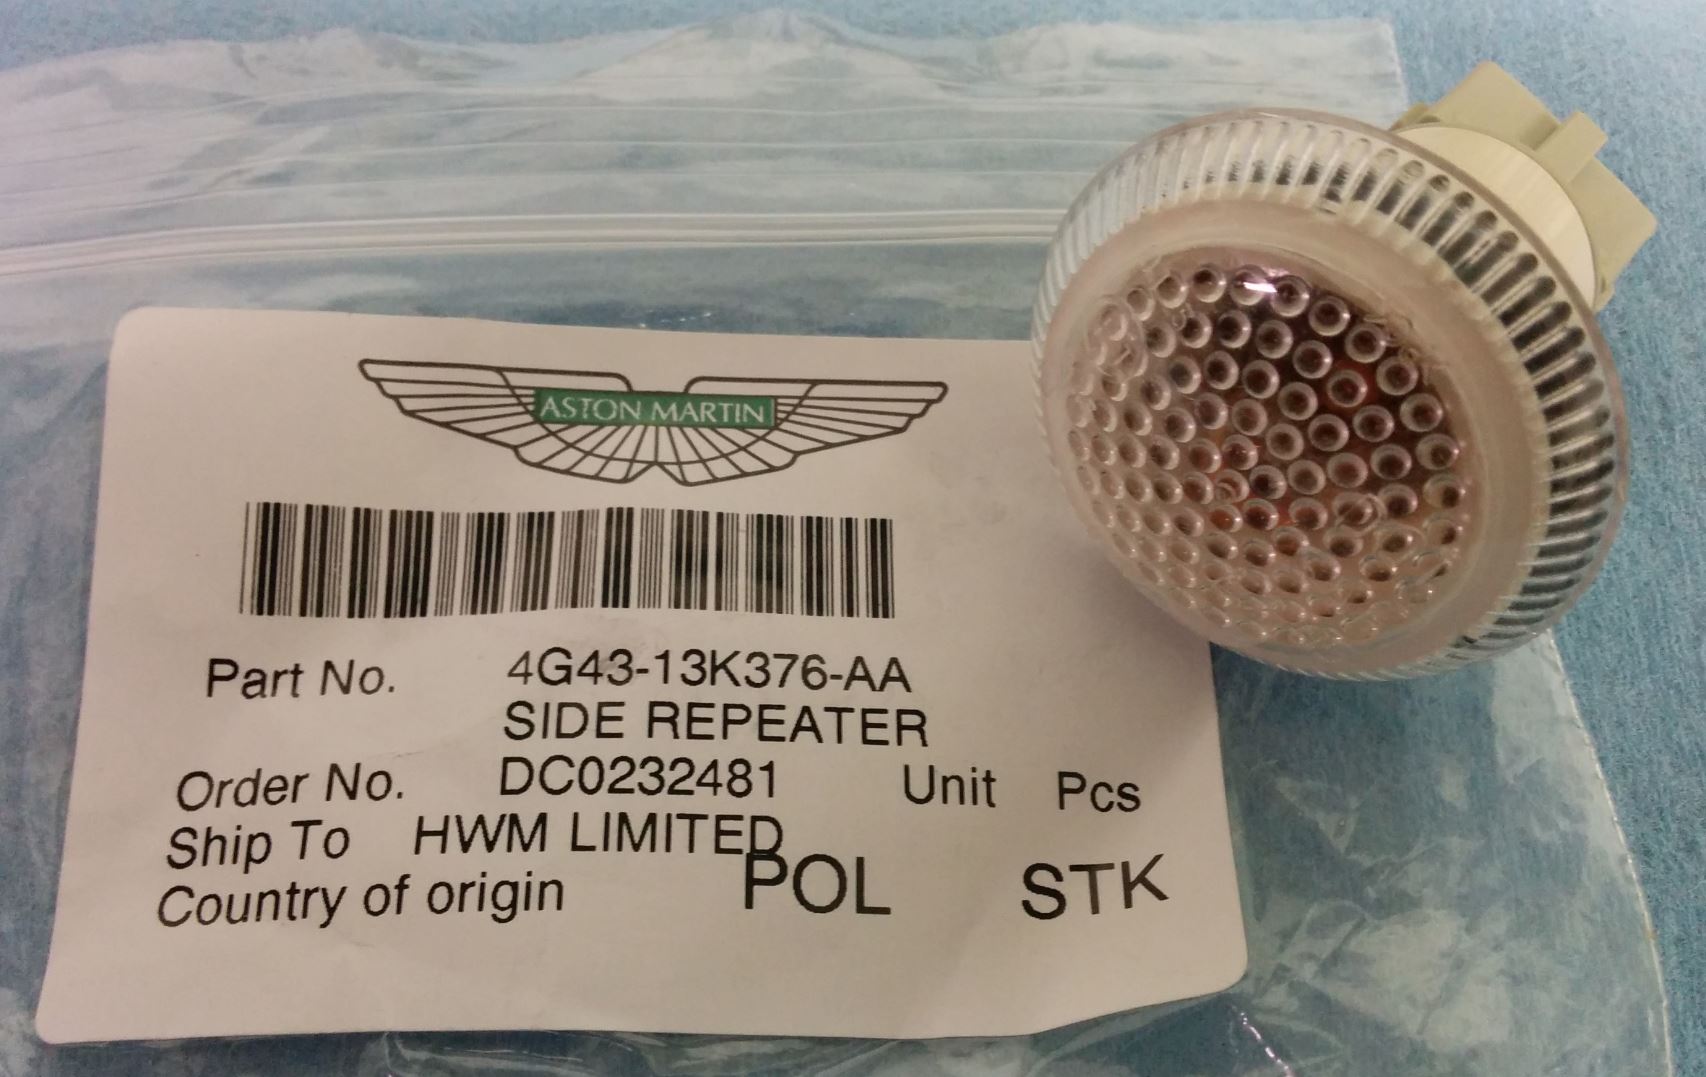 ASTON MARTIN
Part No. 4G43-13K376-AA
SIDE REPEATER
Order No. DC0232481 Unit Pcs
Ship To HWM LIMITED
Country of origin POL STK